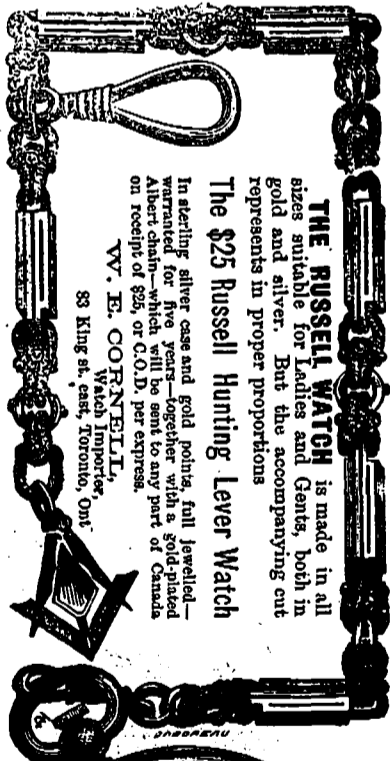 THE RUSSELL WATCH is made in all
sizes suitable for Ladies and Gents, both in
gold and silver. But the accompanying cut
represents in proper proportions
The $25 Russell Hunting Lever Watch
In sterling silver case and gold points, full jewelled—
warranted for five years—together with a gold-plated
Albert chain—which will be sent to any part of Canada
on receipt of $25, or C.O.D. per express.
W. E. CORNELL,
Watch Importer,
83 King st. east, Toronto, Ont